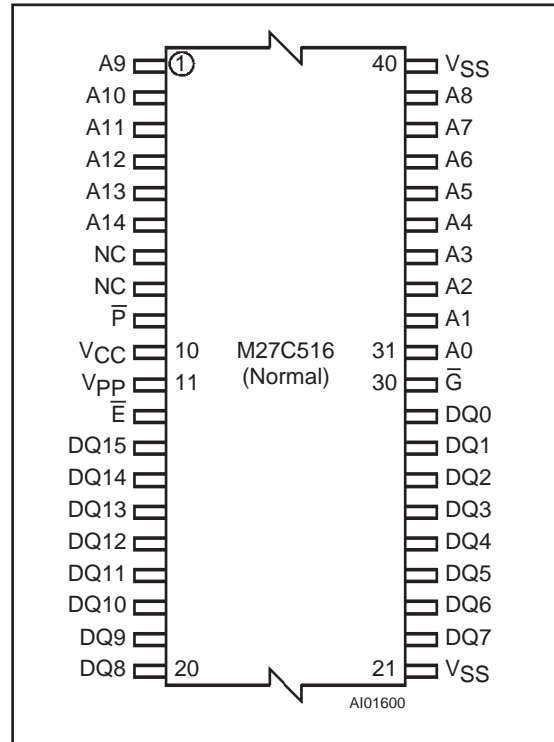 A9 1 40 VSS
A10 A8
A11 A7
A12 A6
A13 A5
A14 A4
NC A3
NC A2
P̅ A1
VCC 10 M27C516 31 A0
VPP 11 (Normal) 30 G̅
E̅ DQ0
DQ15 DQ1
DQ14 DQ2
DQ13 DQ3
DQ12 DQ4
DQ11 DQ5
DQ10 DQ6
DQ9 DQ7
DQ8 20 21 VSS
AI01600